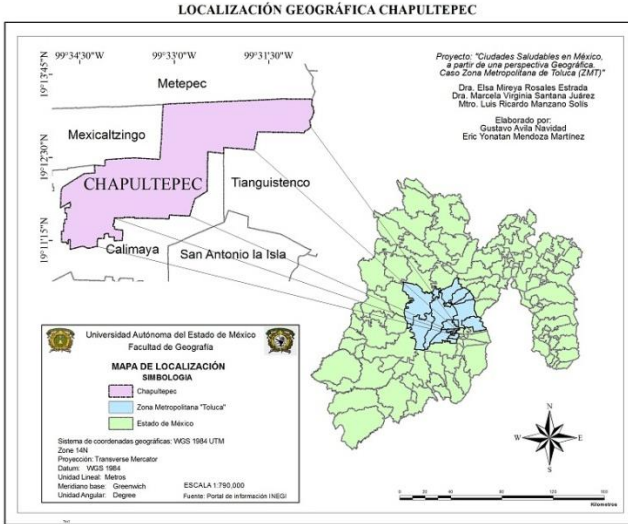 LOCALIZACIÓN GEOGRÁFICA CHAPULTEPEC
99°34'30"W 99°33'0"W 99°31'30"W
19°13'45"N
19°12'30"N
19°11'15"N
Metepec
Mexicaltzingo
CHAPULTEPEC
Tianguistenco
Calimaya
San Antonio la Isla
Proyecto: "Ciudades Saludables en México,
a partir de una perspectiva Geográfica.
Caso Zona Metropolitana de Toluca (ZMT)"
Dra. Elsa Mireya Rosales Estrada
Dra. Marcela Virginia Santana Juárez
Mtro. Luis Ricardo Manzano Solís
Elaborado por:
Gustavo Avila Navidad
Eric Yonatan Mendoza Martínez
Universidad Autónoma del Estado de México
Facultad de Geografía
MAPA DE LOCALIZACIÓN
SIMBOLOGIA
Chapultepec
Zona Metropolitana "Toluca"
Estado de México
Sistema de coordenadas geográficas: WGS 1984 UTM
Zone 14N
Proyección: Transverse Mercator
Datum: WGS 1984
Unidad Lineal: Metros
Meridiano base: Greenwich
Unidad Angular: Degree
ESCALA 1:790,000
Fuente: Portal de información INEGI
N
W E
S
Kilometros